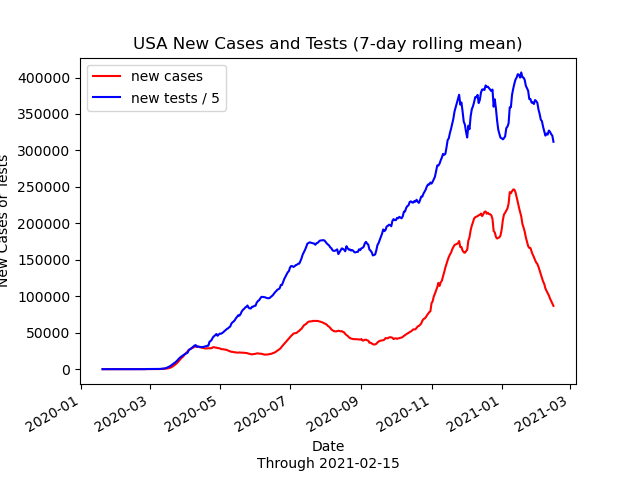 USA New Cases and Tests (7-day rolling mean)
new cases
new tests / 5
400000
350000
300000
250000
200000
150000
100000
50000
0
New Cases or Tests
2020-01
2020-03
2020-05
2020-07
2020-09
2020-11
2021-01
2021-03
Date
Through 2021-02-15